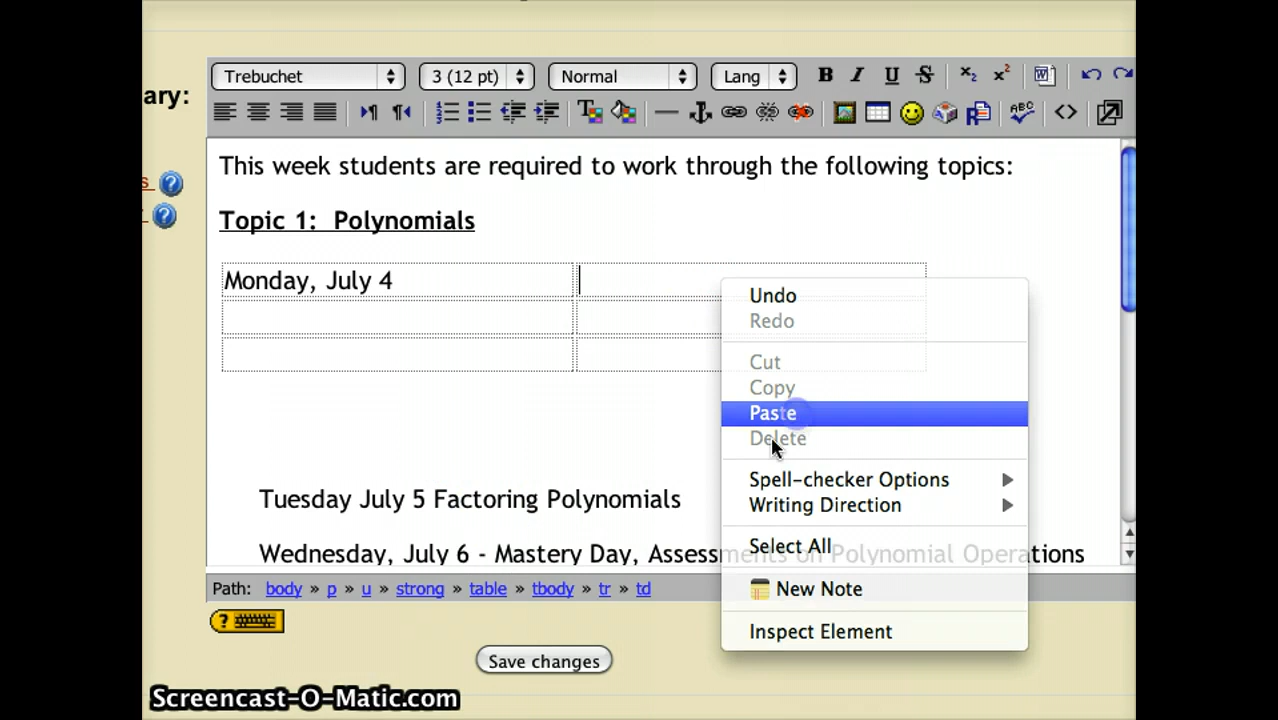 Trebuchet 3 (12 pt) Normal Lang B I U S x₂ x²
ary:
ABC <>
This week students are required to work through the following topics:
s ?
?
Topic 1: Polynomials
Monday, July 4
Undo
Redo
Cut
Copy
Paste
Delete
Spell-checker Options
Writing Direction
Select All
New Note
Inspect Element
Tuesday July 5 Factoring Polynomials
Wednesday, July 6 - Mastery Day, Assessments on Polynomial Operations
Path: body » p » u » strong » table » tbody » tr » td
?
Save changes
Screencast-O-Matic.com